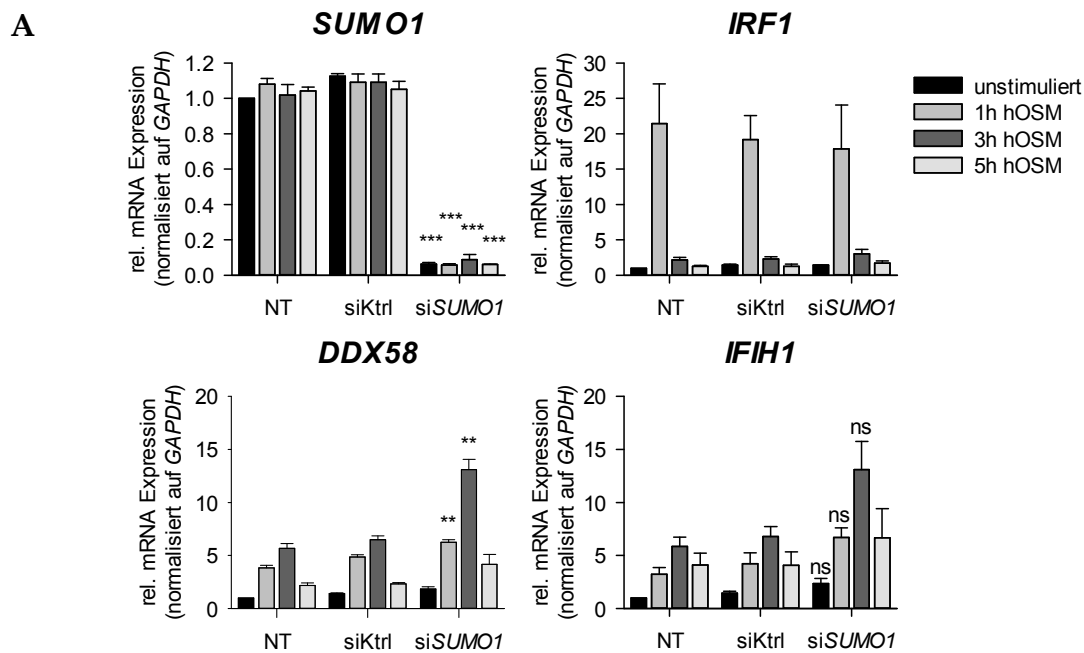 A
SUMO1
rel. mRNA Expression
(normalisiert auf GAPDH)
1.2
1.0
0.8
0.6
0.4
0.2
0.0
***
***
***
***
NT
siKtrl
siSUMO1
IRF1
rel. mRNA Expression
(normalisiert auf GAPDH)
30
25
20
15
10
5
0
NT
siKtrl
siSUMO1
unstimuliert
1h hOSM
3h hOSM
5h hOSM
DDX58
rel. mRNA Expression
(normalisiert auf GAPDH)
20
15
10
5
0
**
**
NT
siKtrl
siSUMO1
IFIH1
rel. mRNA Expression
(normalisiert auf GAPDH)
20
15
10
5
0
ns
ns
ns
NT
siKtrl
siSUMO1